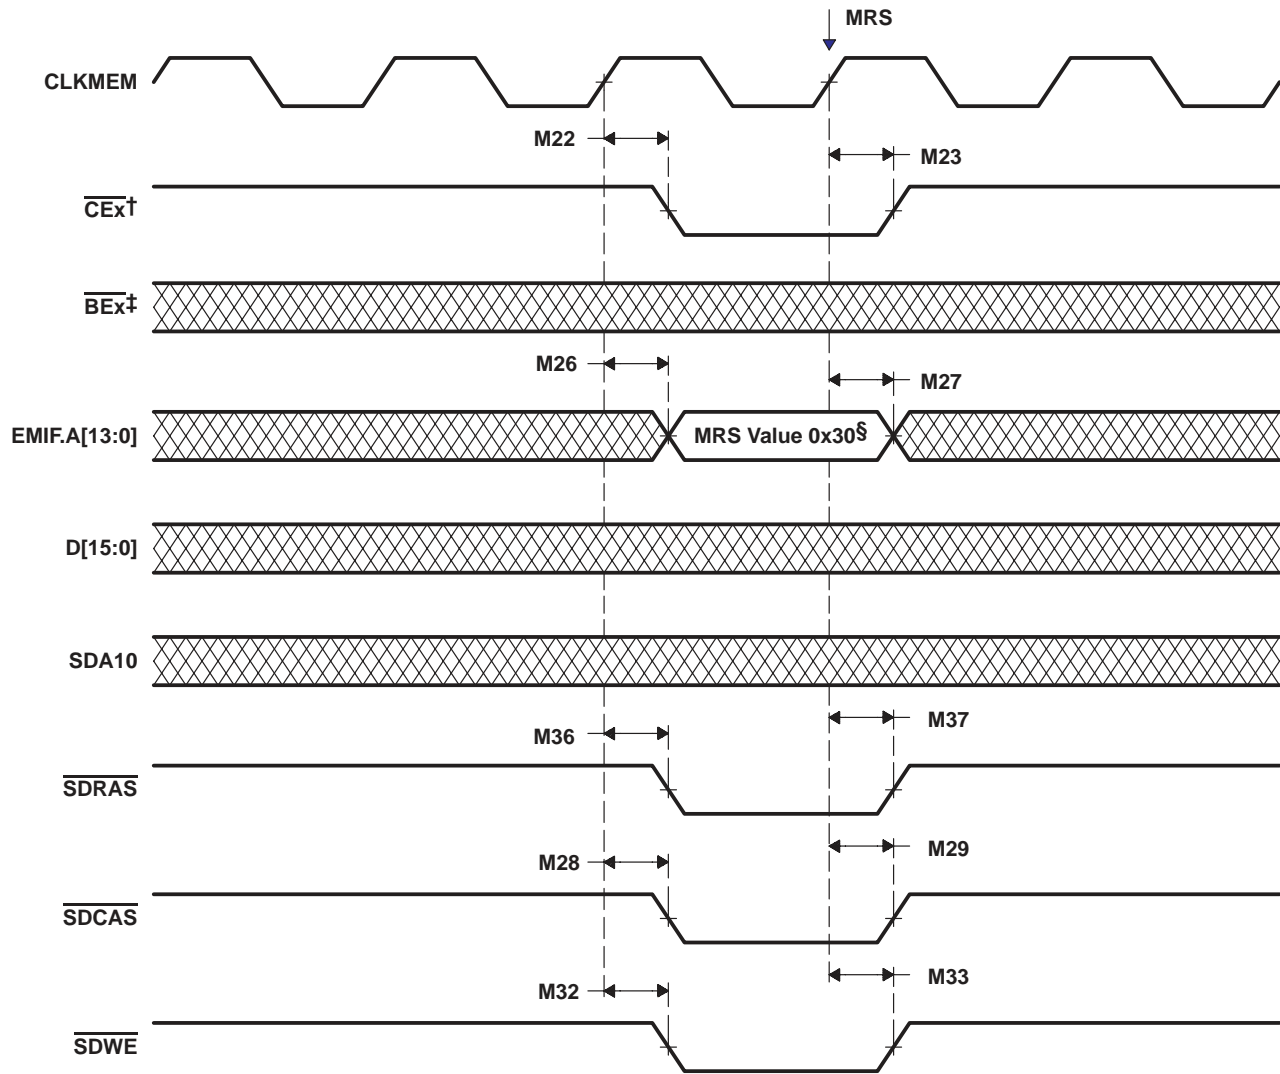 MRS
CLKMEM
M22
M23
CEx†
BEx‡
M26
M27
EMIF.A[13:0]
MRS Value 0x30§
D[15:0]
SDA10
M36
M37
SDRAS
M28
M29
SDCAS
M32
M33
SDWE